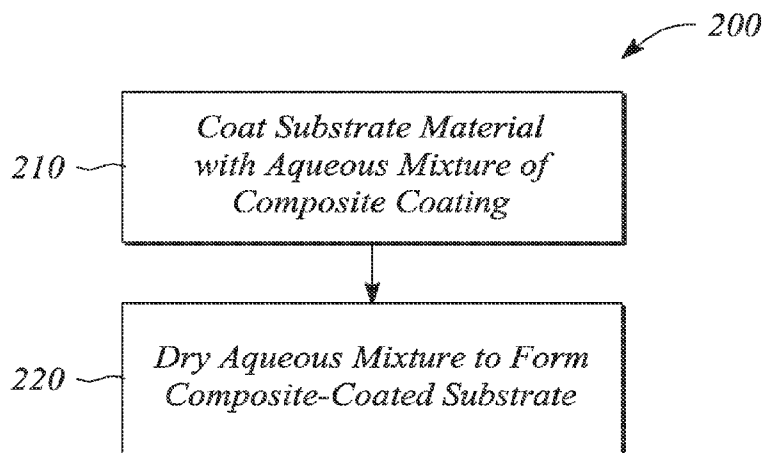 200
210
Coat Substrate Material
with Aqueous Mixture of
Composite Coating
220
Dry Aqueous Mixture to Form
Composite-Coated Substrate